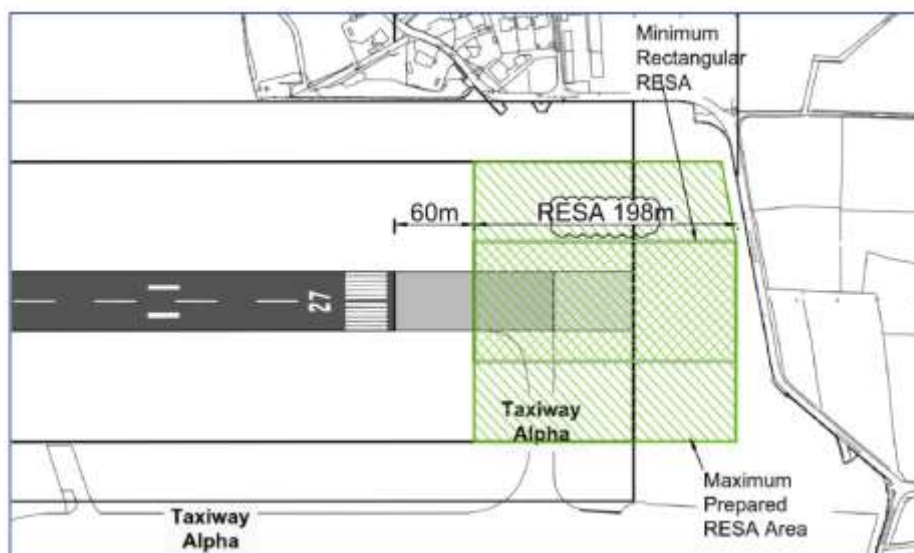 Minimum
Rectangular
RESA
60m
RESA 198m
27
Taxiway
Alpha
Maximum
Prepared
RESA Area
Taxiway
Alpha